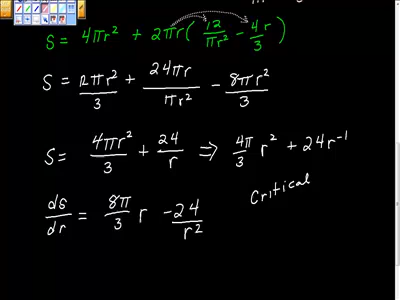 S = 4πr² + 2πr( 12/πr² − 4r/3 )
S = 12πr²/3 + 24πr/πr² − 8πr²/3
S = 4πr²/3 + 24/r ⇒ 4π/3 r² + 24r⁻¹
ds/dr = 8π/3 r − 24/r² Critical